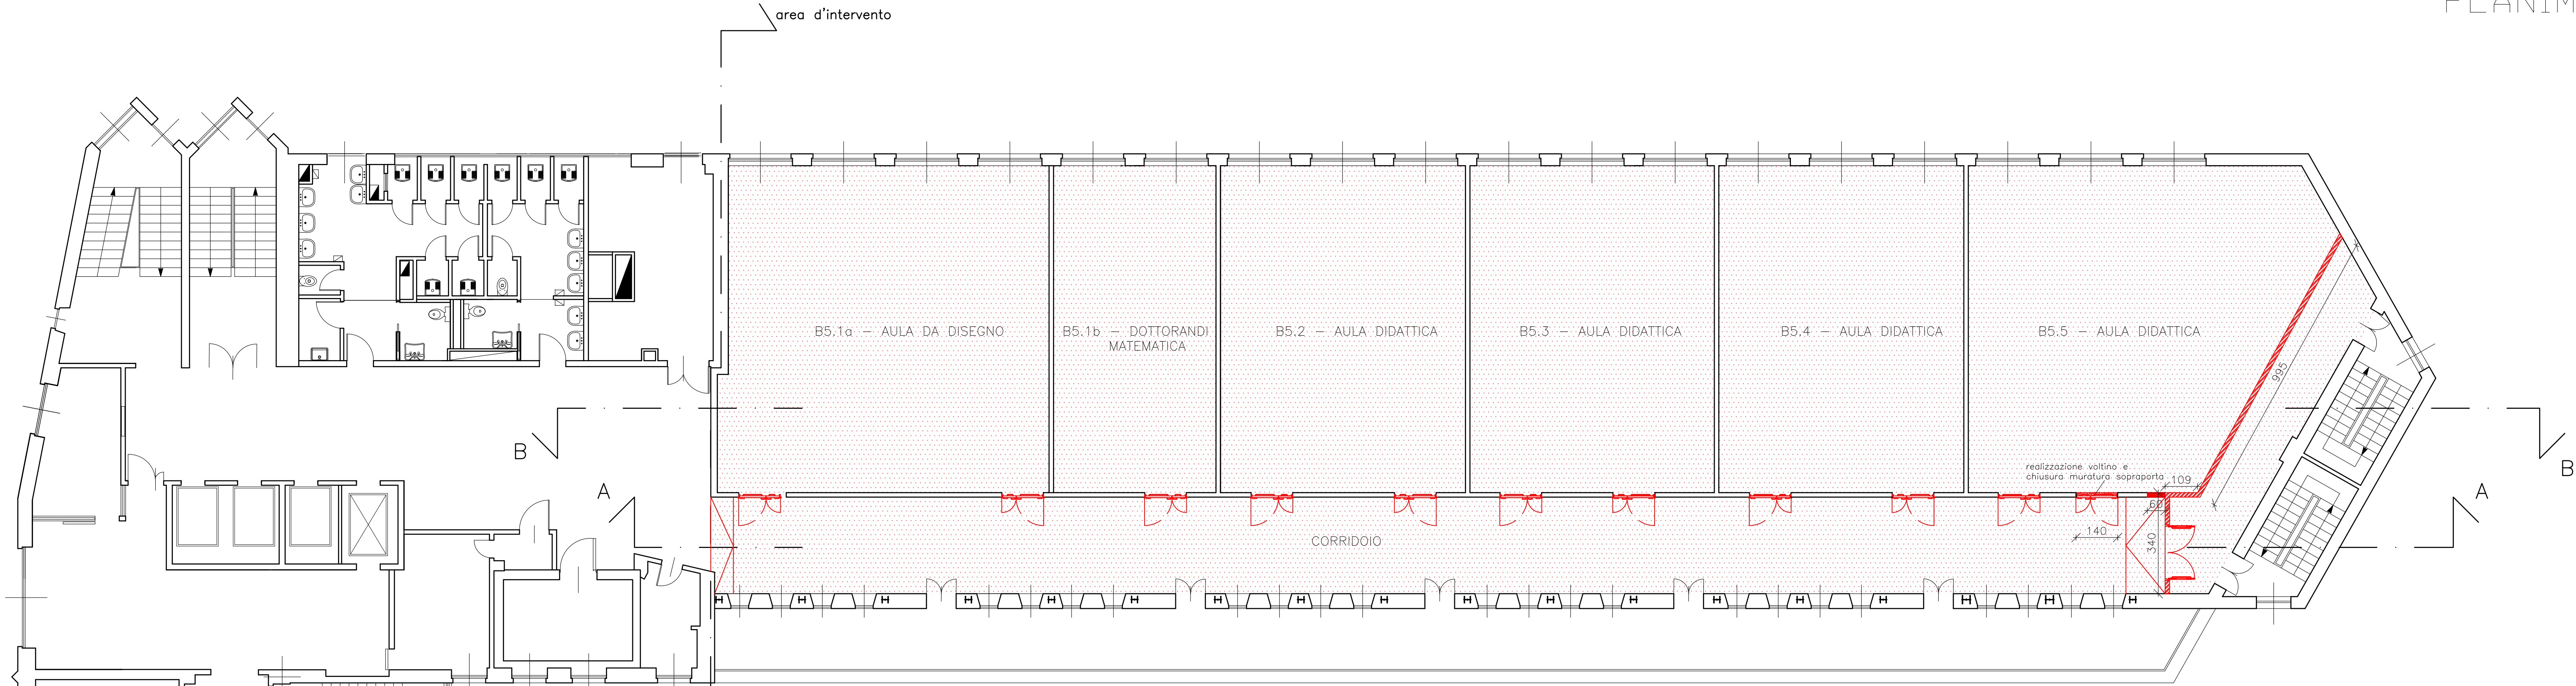 area d'intervento
B5.1a – AULA DA DISEGNO
B5.1b – DOTTORANDI
MATEMATICA
B5.2 – AULA DIDATTICA
B5.3 – AULA DIDATTICA
B5.4 – AULA DIDATTICA
B5.5 – AULA DIDATTICA
995
B
B
A
A
realizzazione voltino e
chiusura muratura sopraporta
109
60
140
340
CORRIDOIO